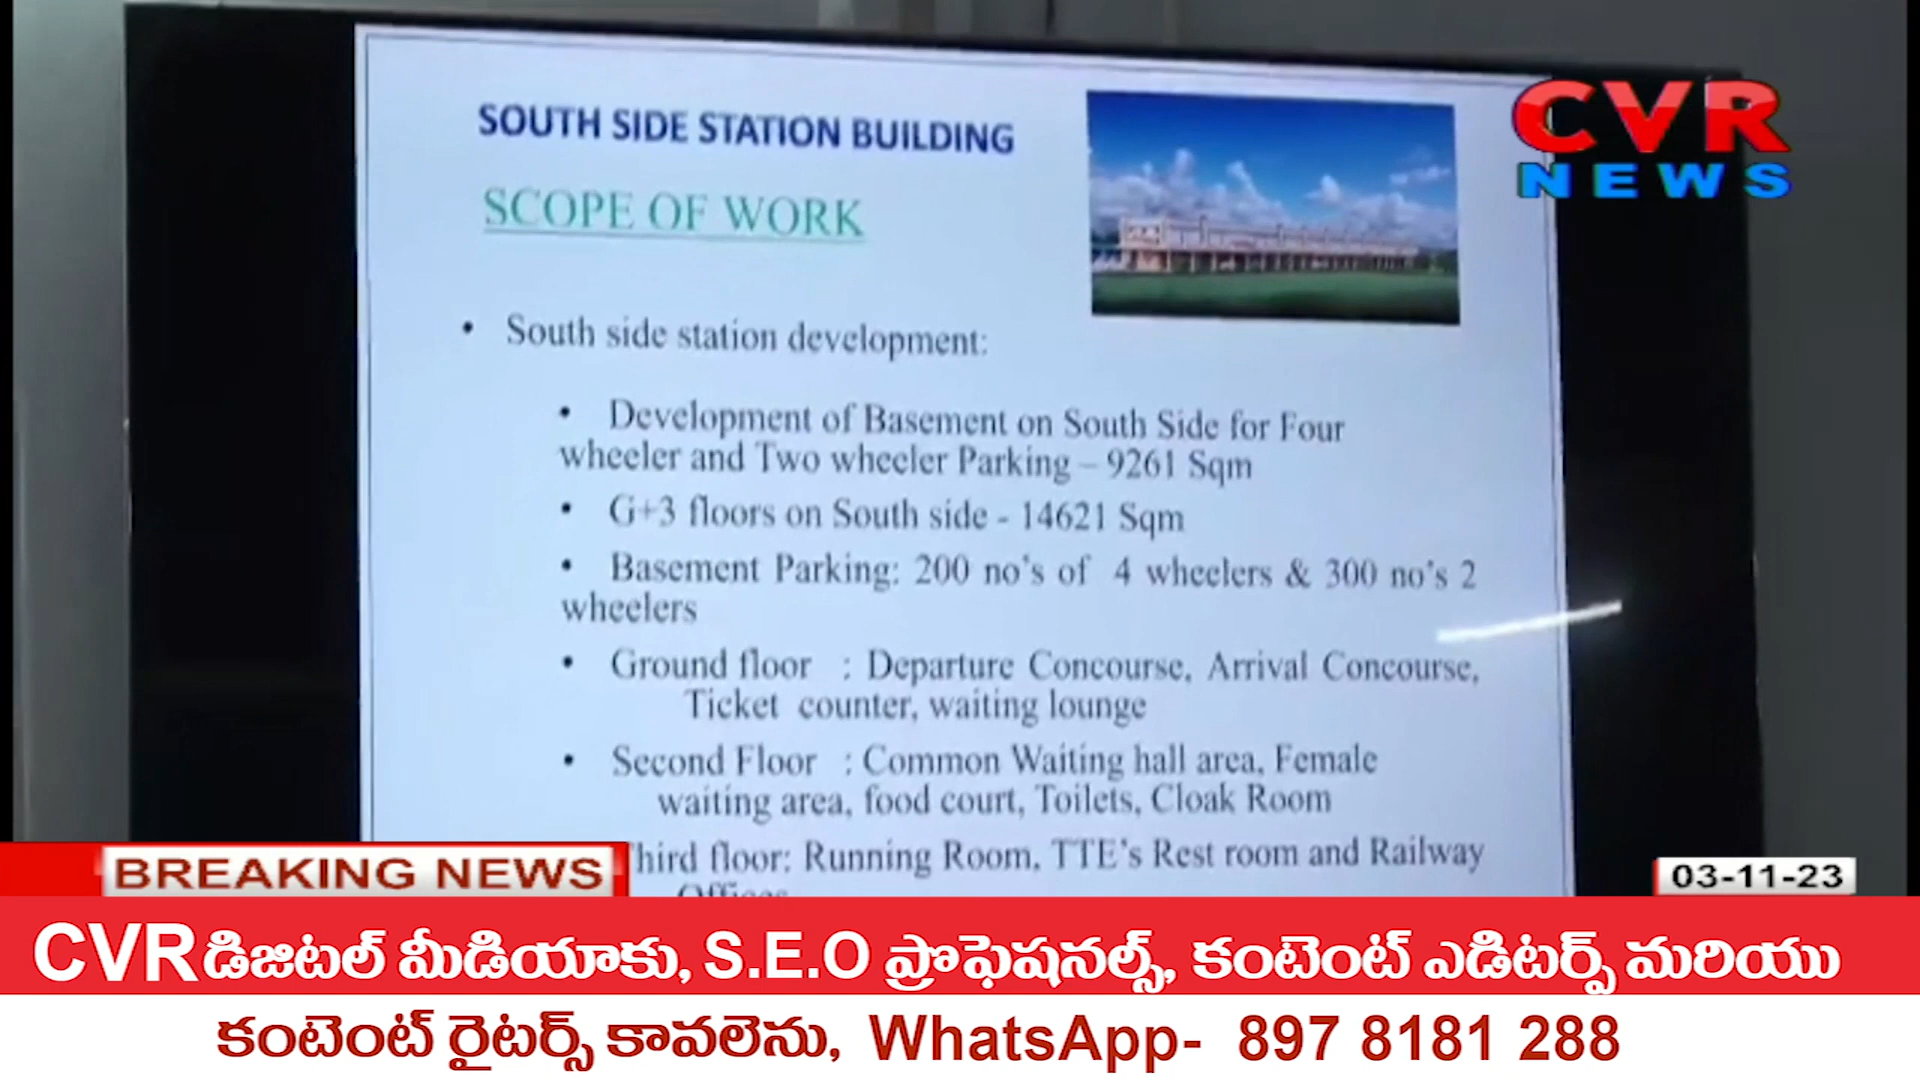 SOUTH SIDE STATION BUILDING
CVR
NEWS
SCOPE OF WORK
• South side station development:
• Development of Basement on South Side for Four
wheeler and Two wheeler Parking – 9261 Sqm
• G+3 floors on South side - 14621 Sqm
• Basement Parking: 200 no's of 4 wheelers & 300 no's 2
wheelers
• Ground floor : Departure Concourse, Arrival Concourse,
Ticket counter, waiting lounge
• Second Floor : Common Waiting hall area, Female
waiting area, food court, Toilets, Cloak Room
hird floor: Running Room, TTE's Rest room and Railway
BREAKING NEWS
03-11-23
CVR డిజిటల్ మీడియాకు, S.E.O ప్రొఫెషనల్స్, కంటెంట్ ఎడిటర్స్ మరియు
కంటెంట్ రైటర్స్ కావలెను, WhatsApp- 897 8181 288